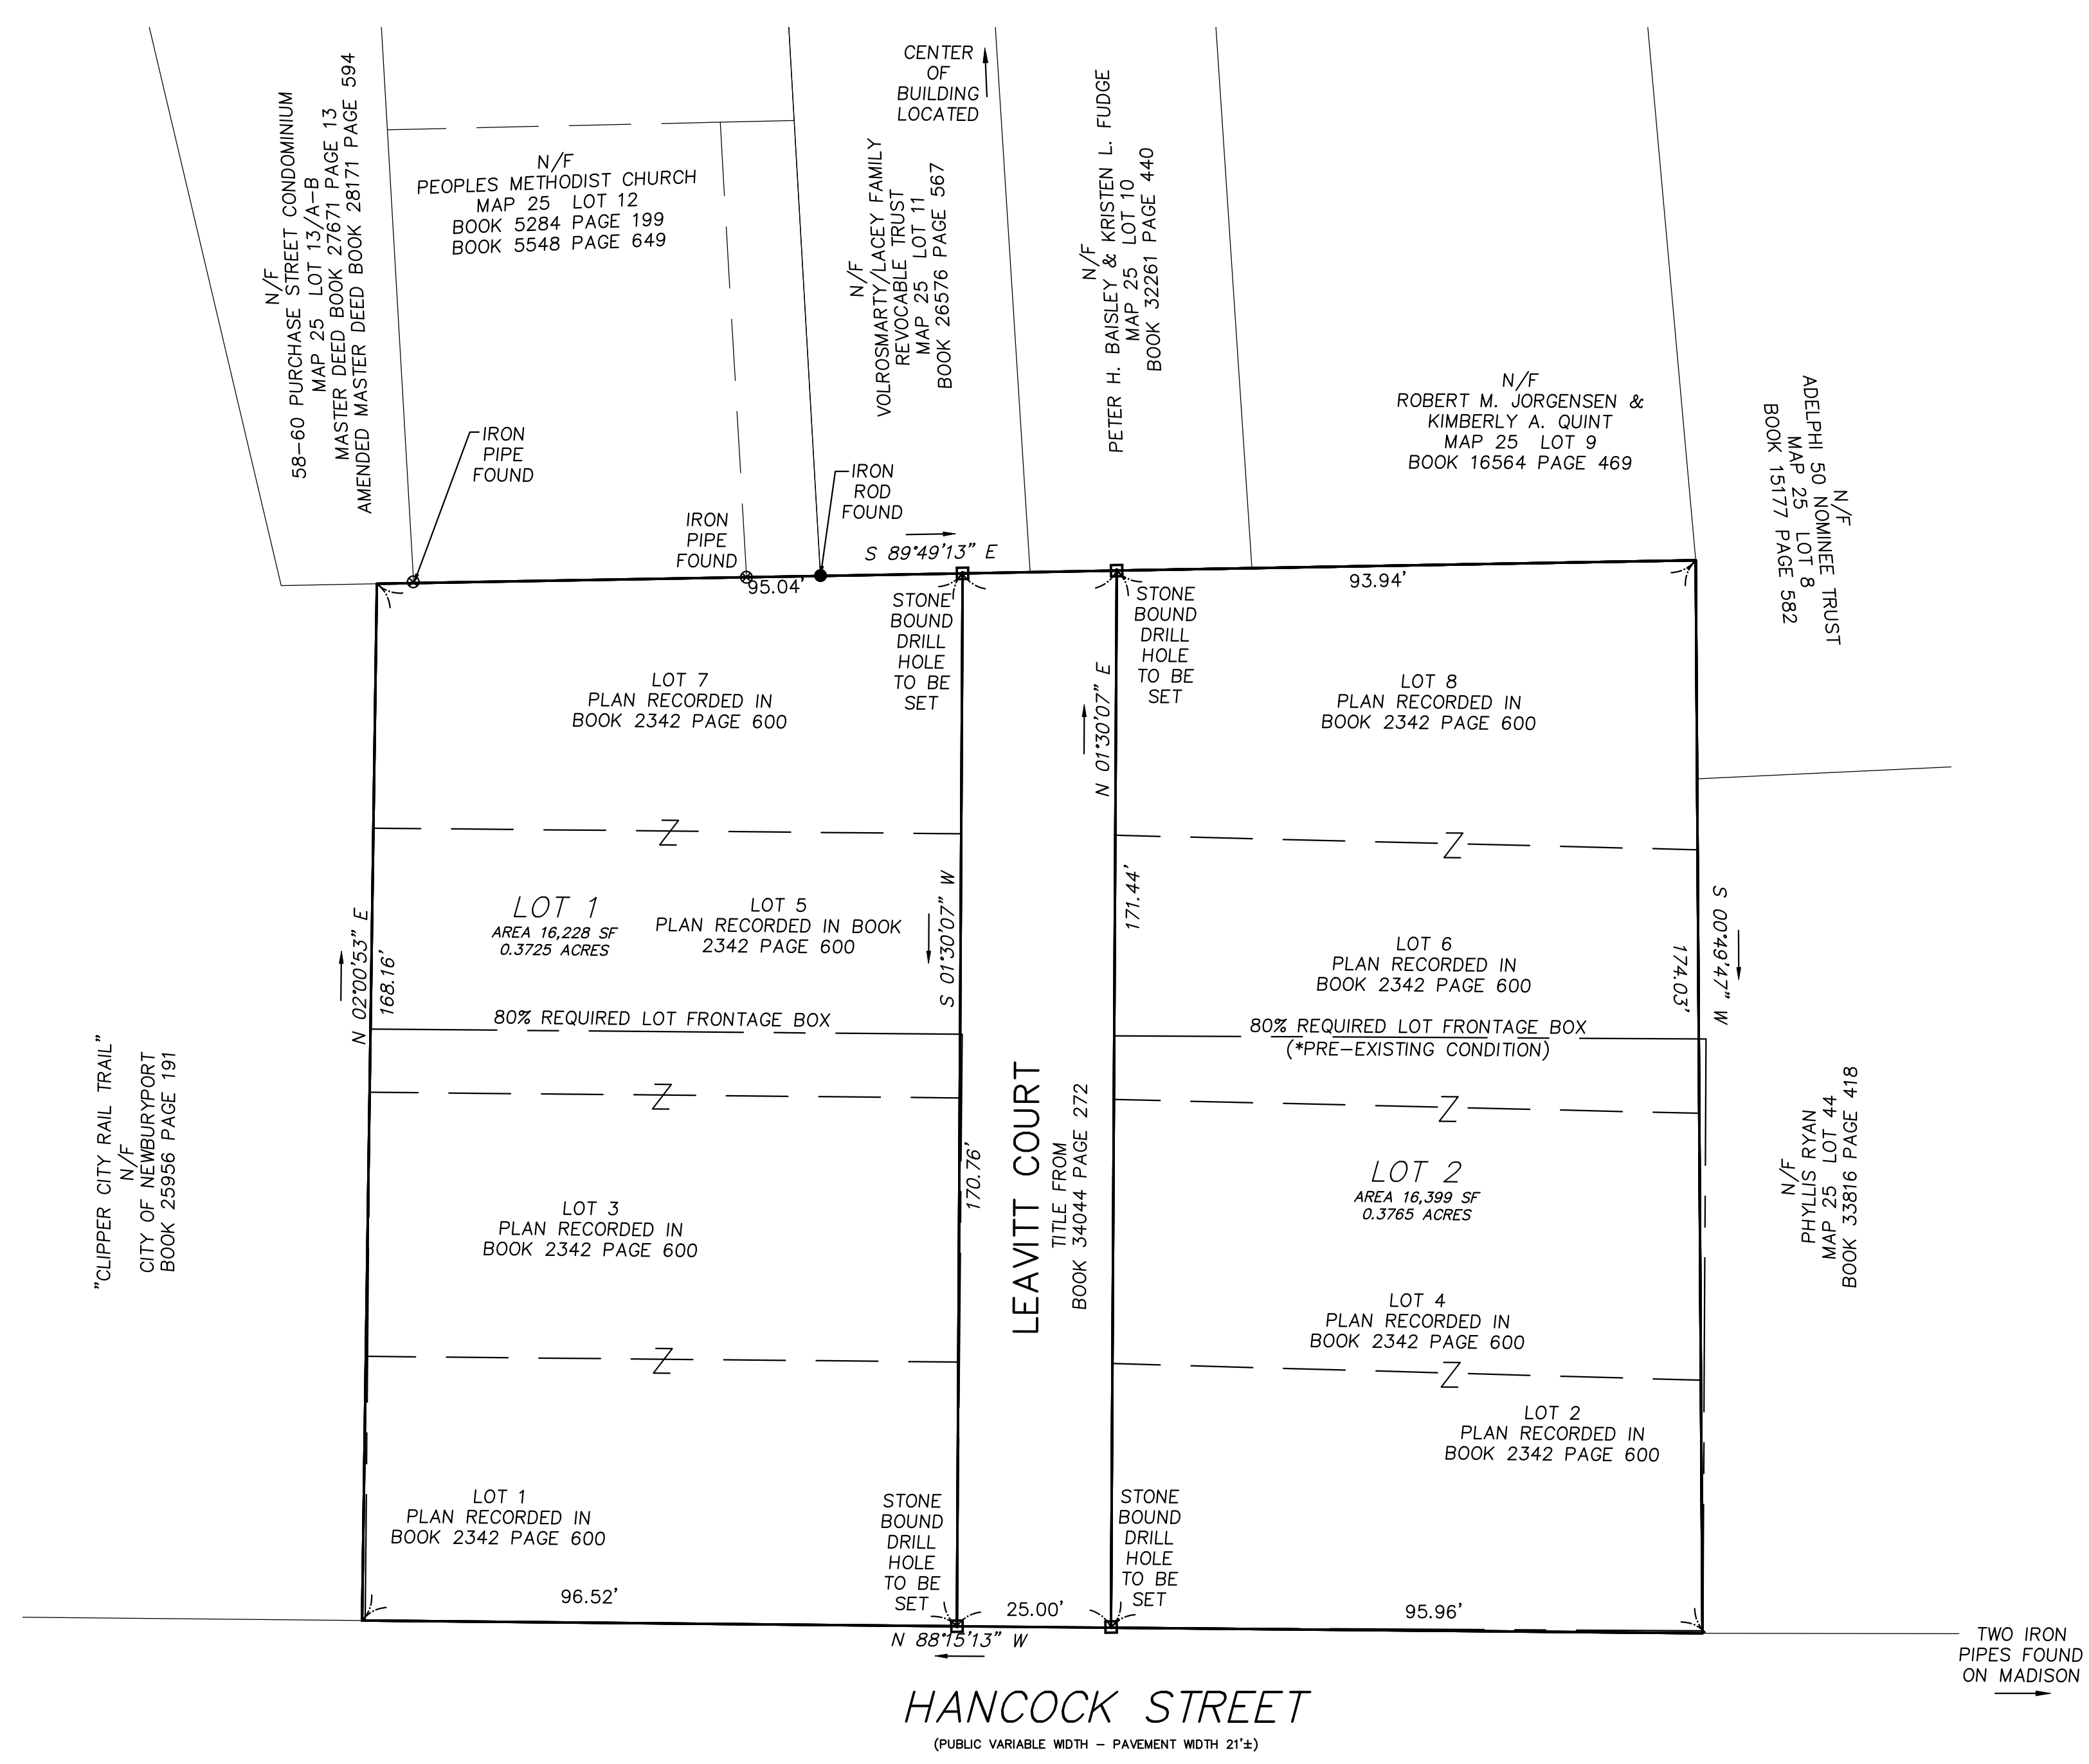 N/F
58-60 PURCHASE STREET CONDOMINIUM
MAP 25 LOT 13/A-B
MASTER DEED BOOK 27671 PAGE 13
AMENDED MASTER DEED BOOK 28171 PAGE 594
N/F
PEOPLES METHODIST CHURCH
MAP 25 LOT 12
BOOK 5284 PAGE 199
BOOK 5548 PAGE 649
CENTER
OF
BUILDING
LOCATED
N/F
VOLROSMARTY/LACEY FAMILY
REVOCABLE TRUST
MAP 25 LOT 11
BOOK 26576 PAGE 567
N/F
PETER H. BAISLEY & KRISTEN L. FUDGE
MAP 25 LOT 10
BOOK 32261 PAGE 440
N/F
ROBERT M. JORGENSEN &
KIMBERLY A. QUINT
MAP 25 LOT 9
BOOK 16564 PAGE 469
N/F
ADELPHI 50 NOMINEE TRUST
MAP 25 LOT 8
BOOK 15177 PAGE 582
IRON
PIPE
FOUND
IRON
PIPE
FOUND
IRON
ROD
FOUND
S 89°49'13" E
95.04'
93.94'
STONE
BOUND
DRILL
HOLE
TO BE
SET
STONE
BOUND
DRILL
HOLE
TO BE
SET
LOT 7
PLAN RECORDED IN
BOOK 2342 PAGE 600
N 01°30'07" E
LOT 8
PLAN RECORDED IN
BOOK 2342 PAGE 600
N 02°00'53" E
168.16'
LOT 1
AREA 16,228 SF
0.3725 ACRES
LOT 5
PLAN RECORDED IN BOOK
2342 PAGE 600
S 01°30'07" W
171.44'
LOT 6
PLAN RECORDED IN
BOOK 2342 PAGE 600
174.03'
S 00°49'47" W
80% REQUIRED LOT FRONTAGE BOX
80% REQUIRED LOT FRONTAGE BOX
(*PRE-EXISTING CONDITION)
"CLIPPER CITY RAIL TRAIL"
N/F
CITY OF NEWBURYPORT
BOOK 25956 PAGE 191
LOT 3
PLAN RECORDED IN
BOOK 2342 PAGE 600
170.76'
LEAVITT COURT
TITLE FROM
BOOK 34044 PAGE 272
LOT 2
AREA 16,399 SF
0.3765 ACRES
N/F
PHYLLIS RYAN
MAP 25 LOT 44
BOOK 33816 PAGE 418
LOT 4
PLAN RECORDED IN
BOOK 2342 PAGE 600
LOT 2
PLAN RECORDED IN
BOOK 2342 PAGE 600
LOT 1
PLAN RECORDED IN
BOOK 2342 PAGE 600
STONE
BOUND
DRILL
HOLE
TO BE
SET
STONE
BOUND
DRILL
HOLE
TO BE
SET
96.52'
25.00'
95.96'
N 88°15'13" W
TWO IRON
PIPES FOUND
ON MADISON
HANCOCK STREET
(PUBLIC VARIABLE WIDTH - PAVEMENT WIDTH 21'±)